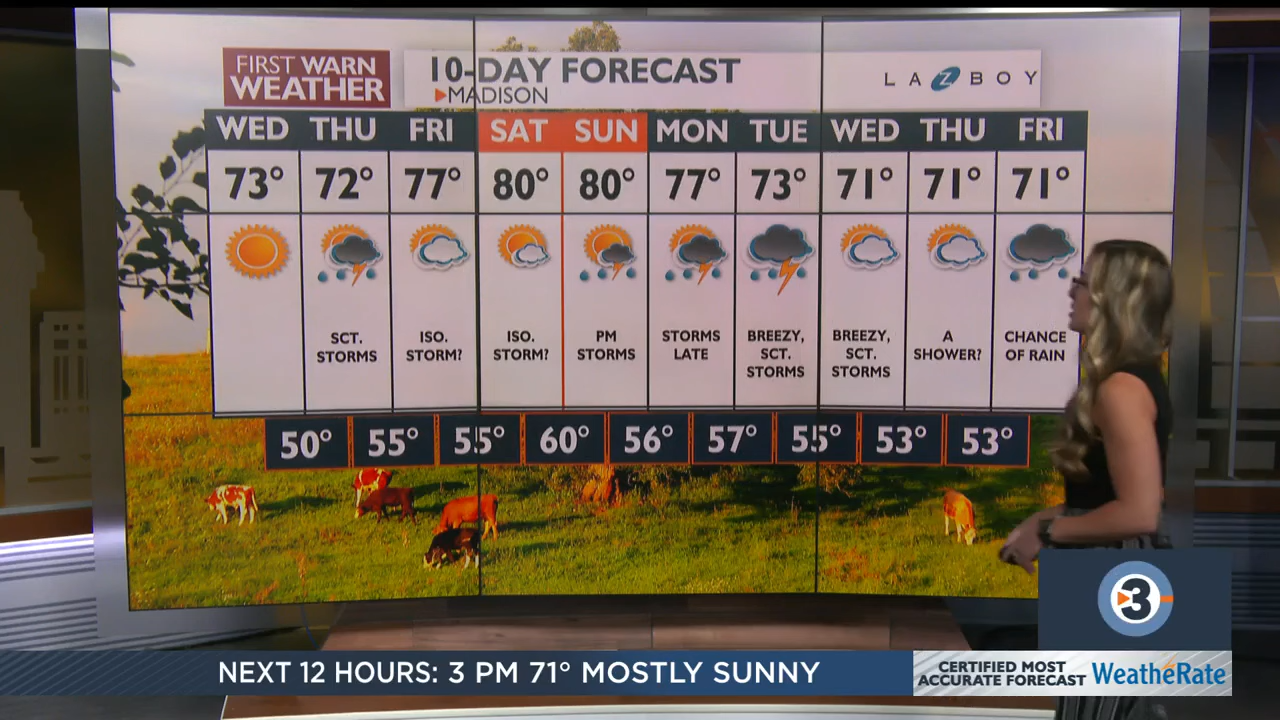 FIRST WARN
WEATHER
10-DAY FORECAST
MADISON
LA Z BOY
WED THU FRI SAT SUN MON TUE WED THU FRI
73° 72° 77° 80° 80° 77° 73° 71° 71° 71°
SCT.
STORMS
ISO.
STORM?
ISO.
STORM?
PM
STORMS
STORMS
LATE
BREEZY,
SCT.
STORMS
BREEZY,
SCT.
STORMS
A
SHOWER?
CHANCE
OF RAIN
50° 55° 55° 60° 56° 57° 55° 53° 53°
3
NEXT 12 HOURS: 3 PM 71° MOSTLY SUNNY
CERTIFIED MOST
ACCURATE FORECAST
WeatheRate